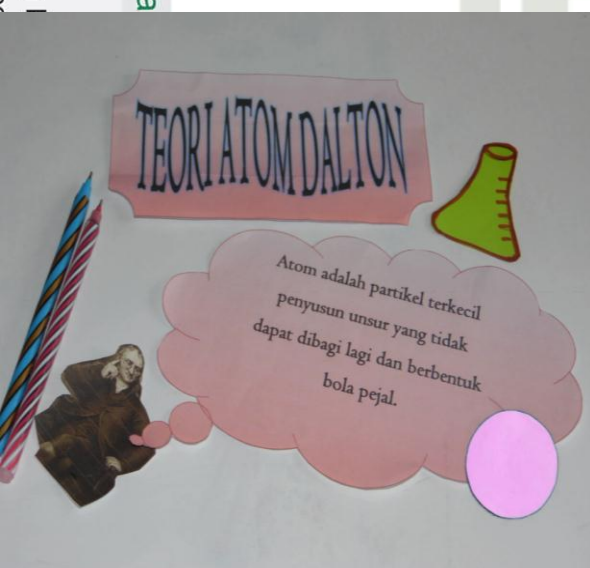 TEORI ATOM DALTON
Atom adalah partikel terkecil
penyusun unsur yang tidak
dapat dibagi lagi dan berbentuk
bola pejal.